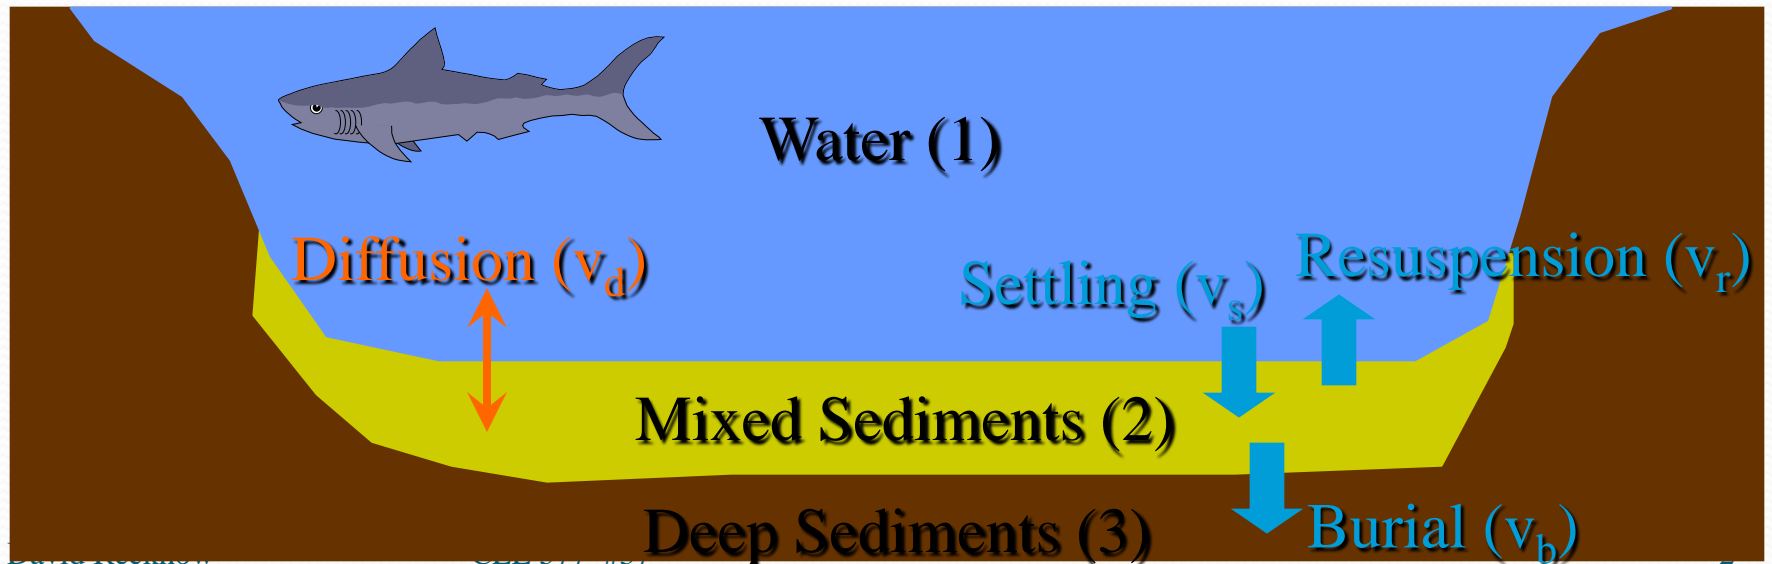 Water (1)
Diffusion (vd)
Settling (vs)
Resuspension (vr)
Mixed Sediments (2)
Deep Sediments (3)
Burial (vb)